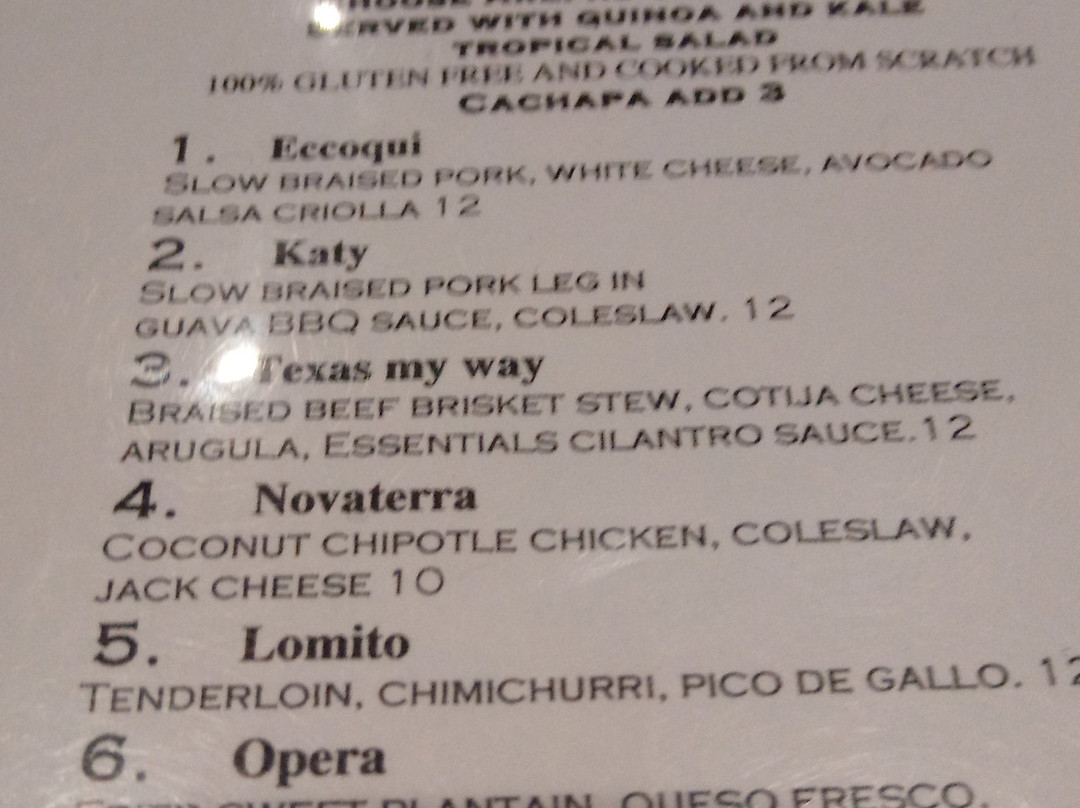 SERVED WITH QUINOA AND KALE
TROPICAL SALAD
100% GLUTEN FREE AND COOKED FROM SCRATCH
CACHAPA ADD 3
1. Eccoqui
SLOW BRAISED PORK, WHITE CHEESE, AVOCADO
SALSA CRIOLLA 12
2. Katy
SLOW BRAISED PORK LEG IN
GUAVA BBQ SAUCE, COLESLAW. 12
3. Texas my way
BRAISED BEEF BRISKET STEW, COTIJA CHEESE,
ARUGULA, ESSENTIALS CILANTRO SAUCE.12
4. Novaterra
COCONUT CHIPOTLE CHICKEN, COLESLAW,
JACK CHEESE 10
5. Lomito
TENDERLOIN, CHIMICHURRI, PICO DE GALLO. 12
6. Opera
FRIED SWEET PLANTAIN, QUESO FRESCO,